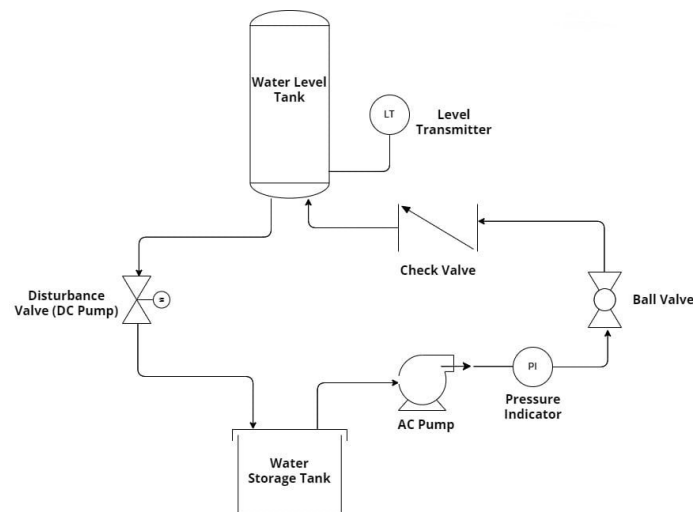 Water Level
Tank
LT
Level
Transmitter
Check Valve
Disturbance
Valve (DC Pump)
S
Ball Valve
PI
Pressure
Indicator
AC Pump
Water
Storage Tank